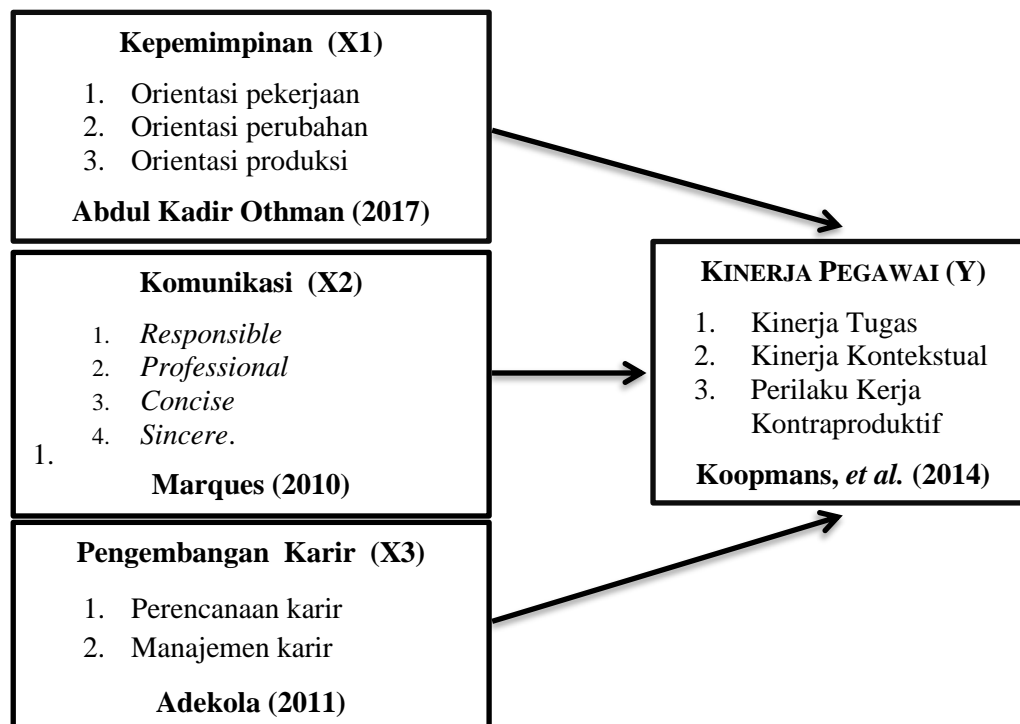 Kepemimpinan (X1)
1. Orientasi pekerjaan
2. Orientasi perubahan
3. Orientasi produksi
Abdul Kadir Othman (2017)
Komunikasi (X2)
1. Responsible
2. Professional
3. Concise
4. Sincere.
1.
Marques (2010)
Pengembangan Karir (X3)
1. Perencanaan karir
2. Manajemen karir
Adekola (2011)
KINERJA PEGAWAI (Y)
1. Kinerja Tugas
2. Kinerja Kontekstual
3. Perilaku Kerja
Kontraproduktif
Koopmans, et al. (2014)